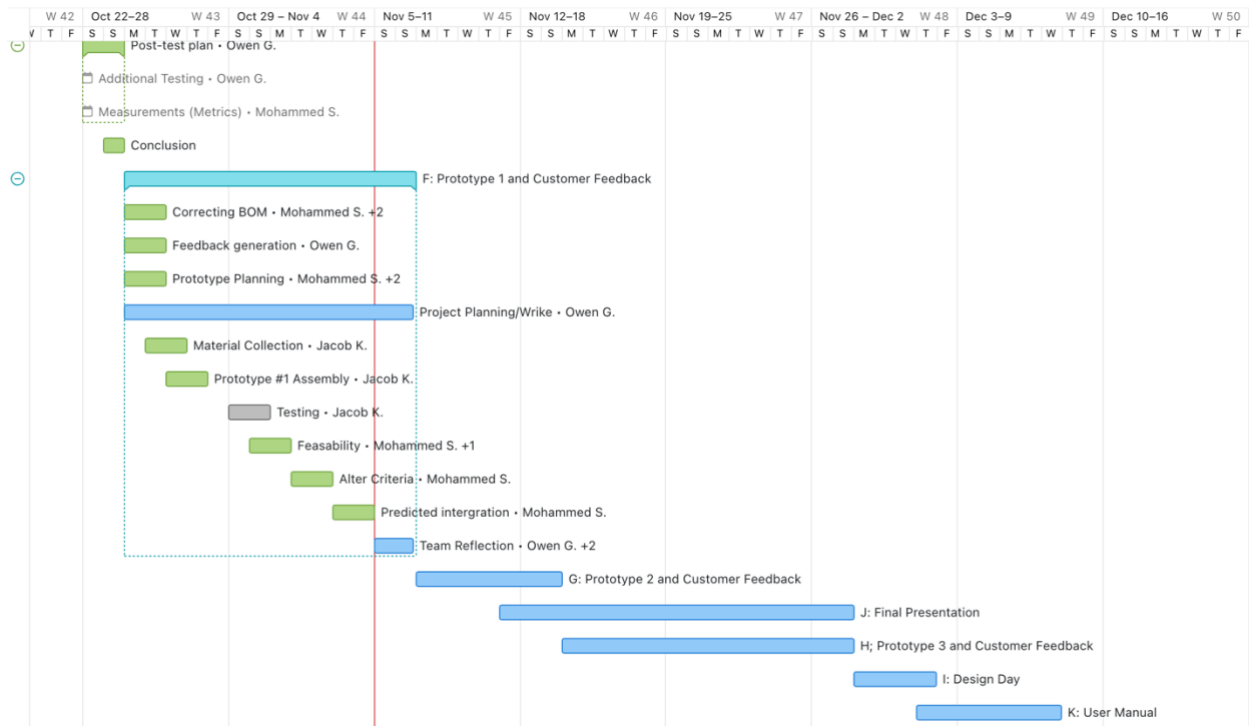 W 42 Oct 22–28 W 43 Oct 29 – Nov 4 W 44 Nov 5–11 W 45 Nov 12–18 W 46 Nov 19–25 W 47 Nov 26 – Dec 2 W 48 Dec 3–9 W 49 Dec 10–16 W 50
W T F S S M T W T F S S M T W T F S S M T W T F S S M T W T F S S M T W T F S S M T W T F S S M T W T F S S M T W T F
Post-test plan • Owen G.
Additional Testing • Owen G.
Measurements (Metrics) • Mohammed S.
Conclusion
F: Prototype 1 and Customer Feedback
Correcting BOM • Mohammed S. +2
Feedback generation • Owen G.
Prototype Planning • Mohammed S. +2
Project Planning/Wrike • Owen G.
Material Collection • Jacob K.
Prototype #1 Assembly • Jacob K.
Testing • Jacob K.
Feasability • Mohammed S. +1
Alter Criteria • Mohammed S.
Predicted intergration • Mohammed S.
Team Reflection • Owen G. +2
G: Prototype 2 and Customer Feedback
J: Final Presentation
H; Prototype 3 and Customer Feedback
I: Design Day
K: User Manual